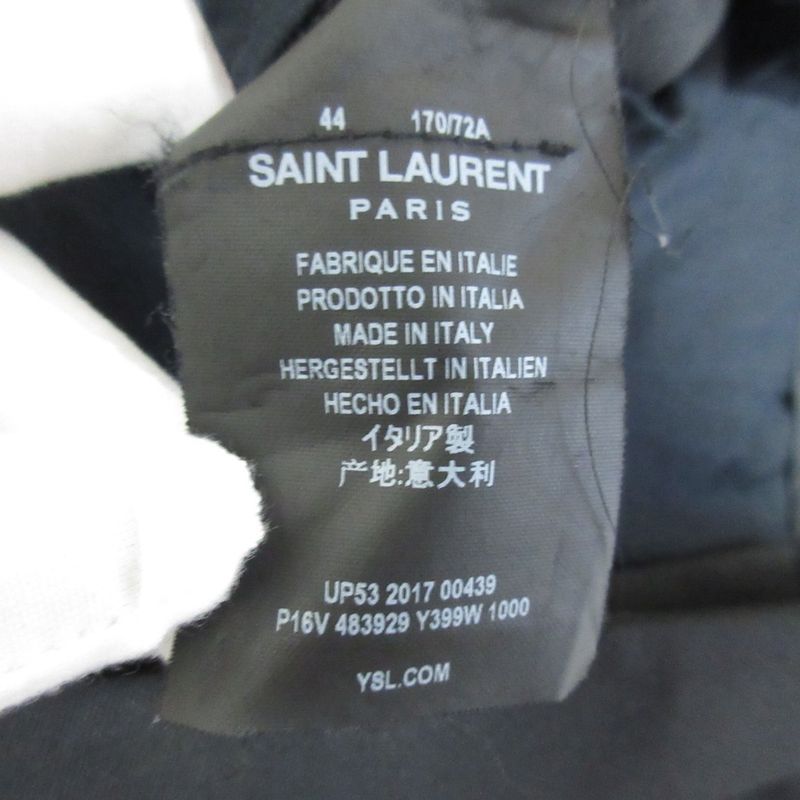 44 170/72A
SAINT LAURENT
PARIS
FABRIQUE EN ITALIE
PRODOTTO IN ITALIA
MADE IN ITALY
HERGESTELLT IN ITALIEN
HECHO EN ITALIA
イタリア製
产地:意大利
UP53 2017 00439
P16V 483929 Y399W 1000
YSL.COM